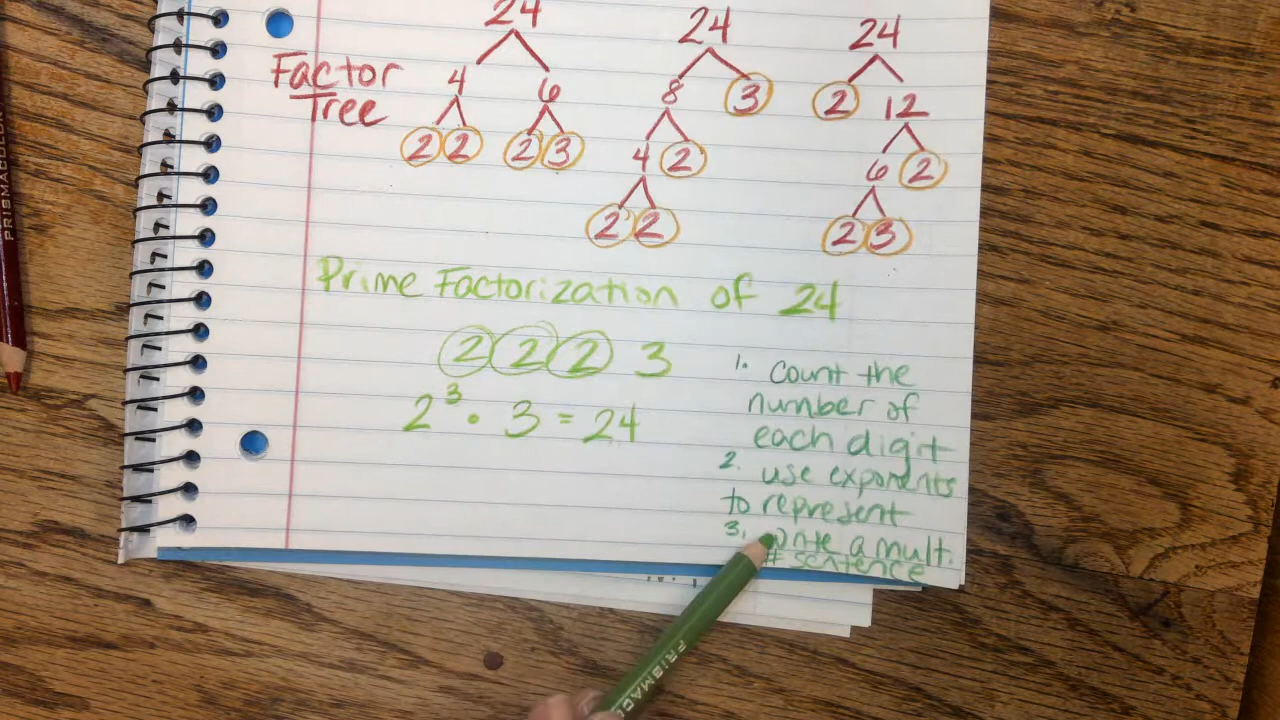 24 24 24
Factor 4 6 8 3 2 12
Tree 2 2 2 3 4 2 6 2
2 2 2 3
Prime Factorization of 24
2 2 2 3
2³ · 3 = 24
1. Count the
number of
each digit
2. use exponents
to represent
3. write a mult.
# sentence
PRISMACOLOR
PRISMACO